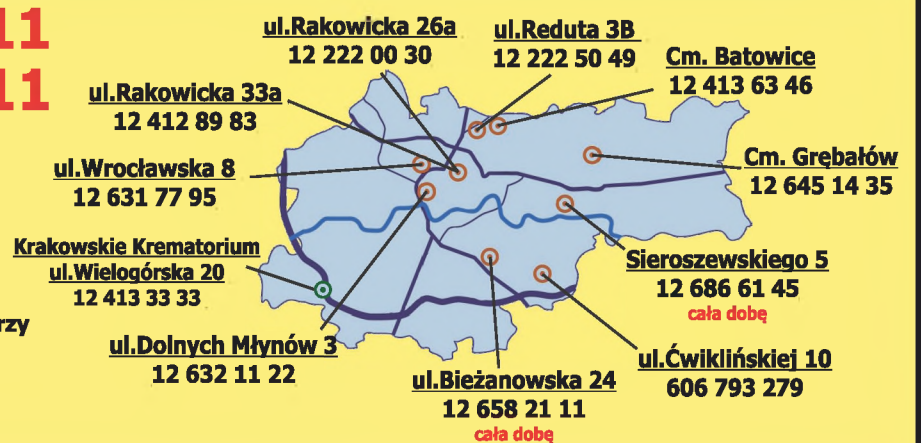 11
11
ul.Rakowicka 26a
12 222 00 30
ul.Reduta 3B
12 222 50 49
Cm. Batowice
12 413 63 46
ul.Rakowicka 33a
12 412 89 83
Cm. Grębałów
12 645 14 35
ul.Wrocławska 8
12 631 77 95
Krakowskie Krematorium
ul.Wielogórska 20
12 413 33 33
Sieroszewskiego 5
12 686 61 45
cała dobę
rzy
ul.Dolnych Młynów 3
12 632 11 22
ul.Ćwiklińskiej 10
606 793 279
ul.Bieżanowska 24
12 658 21 11
cała dobę